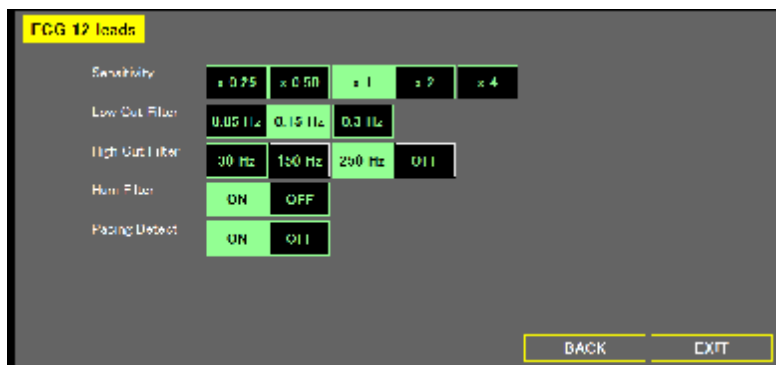 ECG 12 leads
Sensitivity x 0.25 x 0.50 x 1 x 2 x 4
Low Cut Filter 0.05 Hz 0.15 Hz 0.3 Hz
High Cut Filter 30 Hz 150 Hz 250 Hz OFF
Hum Filter ON OFF
Pacing Detect ON OFF
BACK EXIT